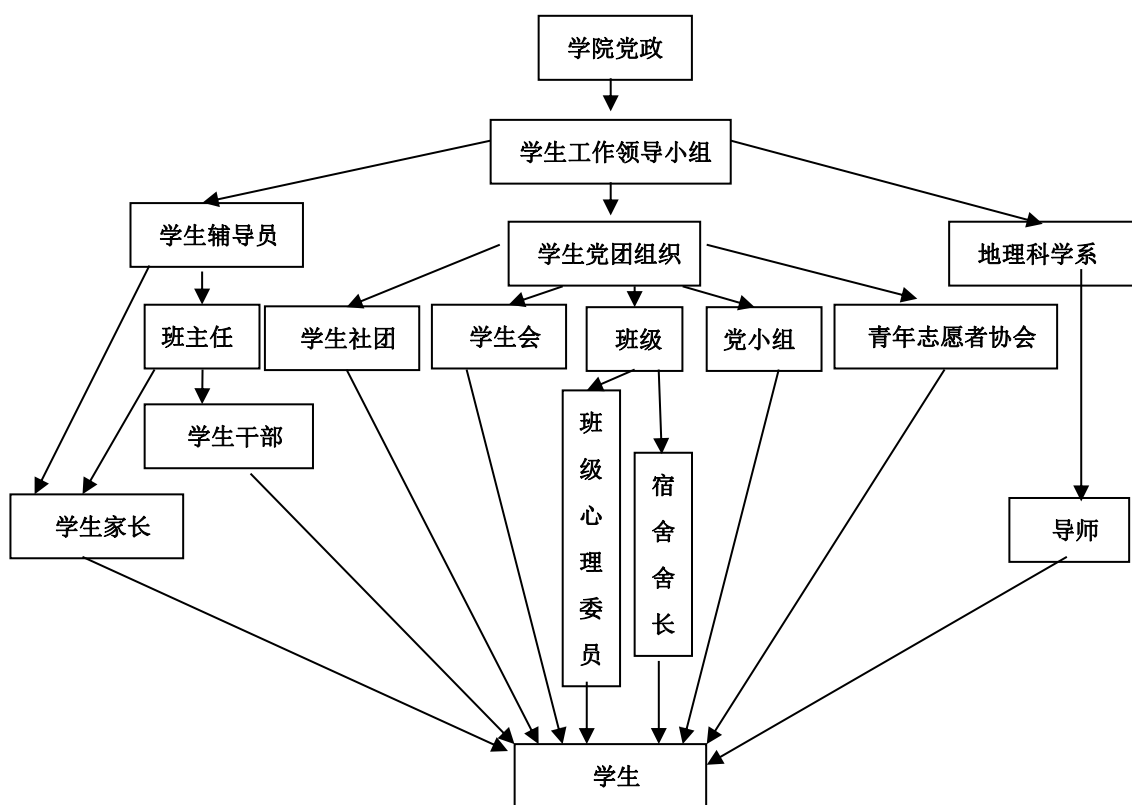 学院党政
学生工作领导小组
学生辅导员
学生党团组织
地理科学系
班主任
学生社团
学生会
班级
党小组
青年志愿者协会
学生干部
班级心理委员
宿舍舍长
学生家长
导师
学生